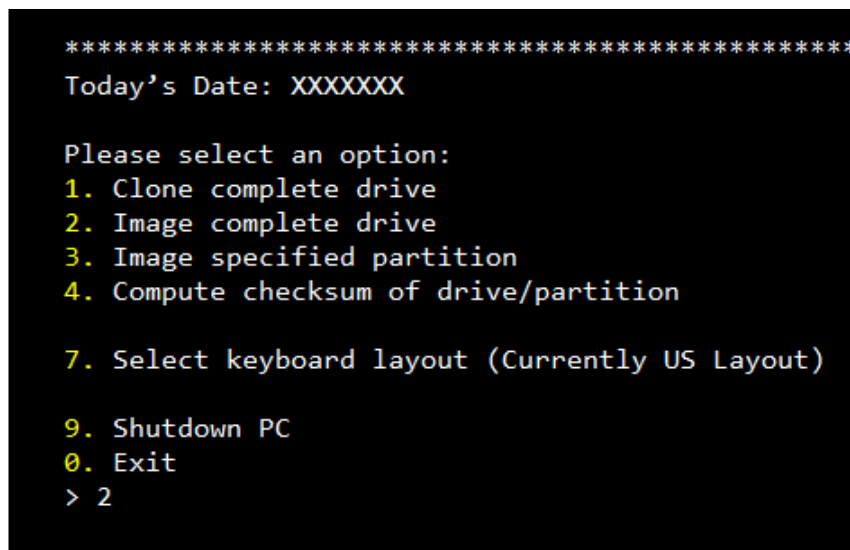 *************************************************
Today’s Date: XXXXXXX
Please select an option:
1. Clone complete drive
2. Image complete drive
3. Image specified partition
4. Compute checksum of drive/partition
7. Select keyboard layout (Currently US Layout)
9. Shutdown PC
0. Exit
> 2